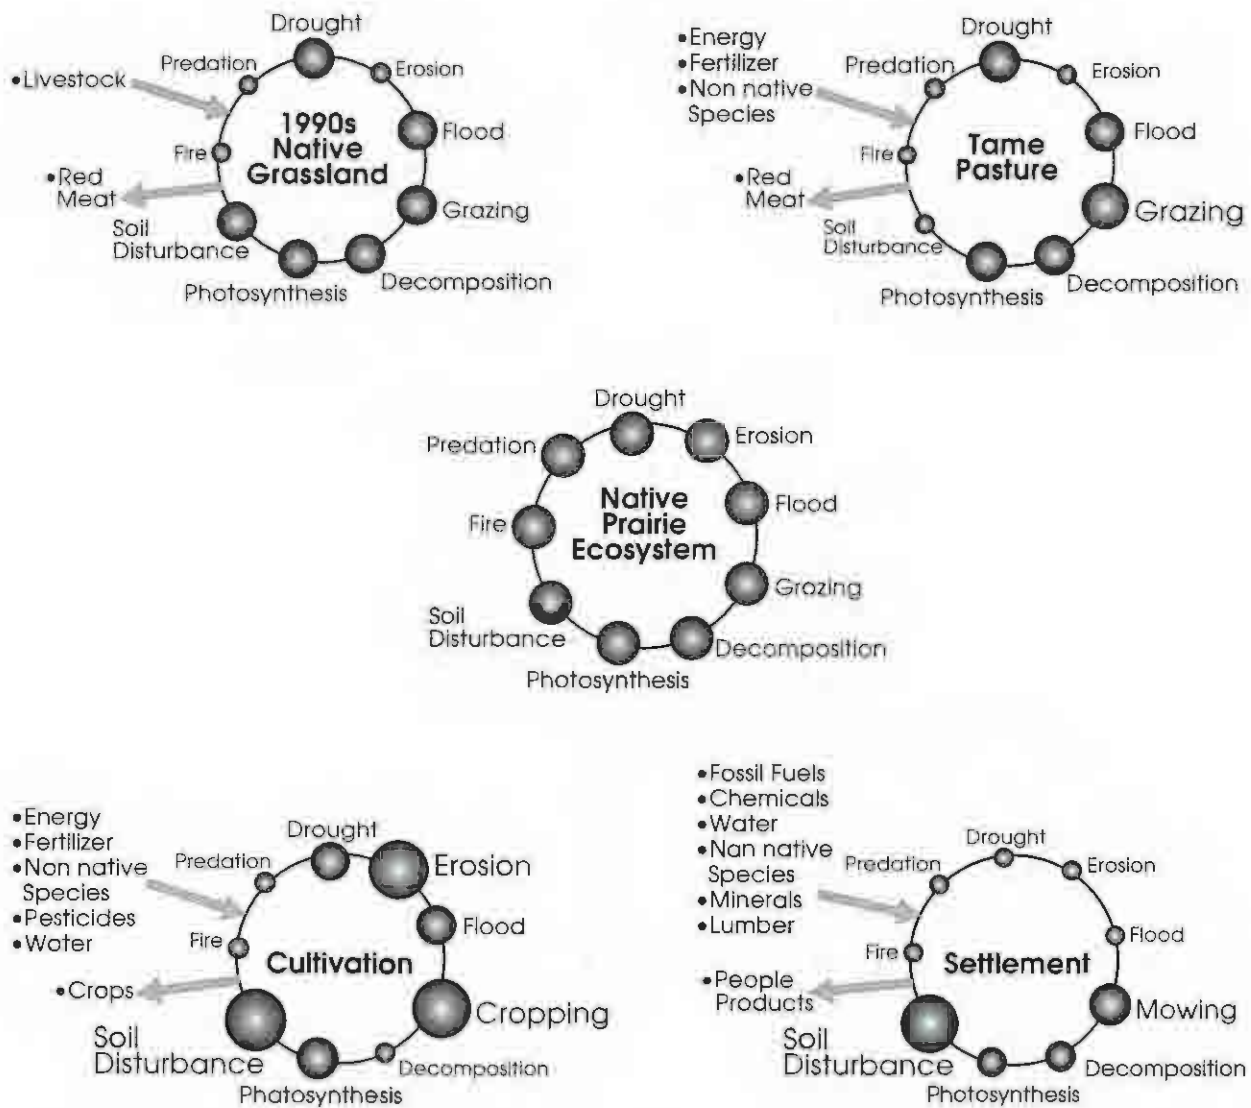 Drought
Predation
Erosion
•Livestock
1990s
Native
Grassland
Flood
Fire
•Red
Meat
Grazing
Soil
Disturbance
Decomposition
Photosynthesis
•Energy
•Fertilizer
•Non native
Species
Drought
Predation
Erosion
Tame
Pasture
Flood
Fire
•Red
Meat
Grazing
Soil
Disturbance
Decomposition
Photosynthesis
Drought
Predation
Erosion
Native
Prairie
Ecosystem
Fire
Flood
Grozing
Soil
Disturbance
Decomposition
Photosynthesis
•Energy
•Fertilizer
•Non native
Species
•Pesticides
•Water
Drought
Predation
Erosion
Fire
Flood
Cultivation
•Crops
Cropping
Soil
Disturbance
Decomposition
Phatosynthesis
•Fossil Fuels
•Chemicals
•Water
•Nan native
Species
•Minerals
•Lumber
Drought
Predation
Erosion
Flood
Fire
Settlement
•People
Products
Mowing
Soil
Disturbance
Decomposition
Photosynthesis